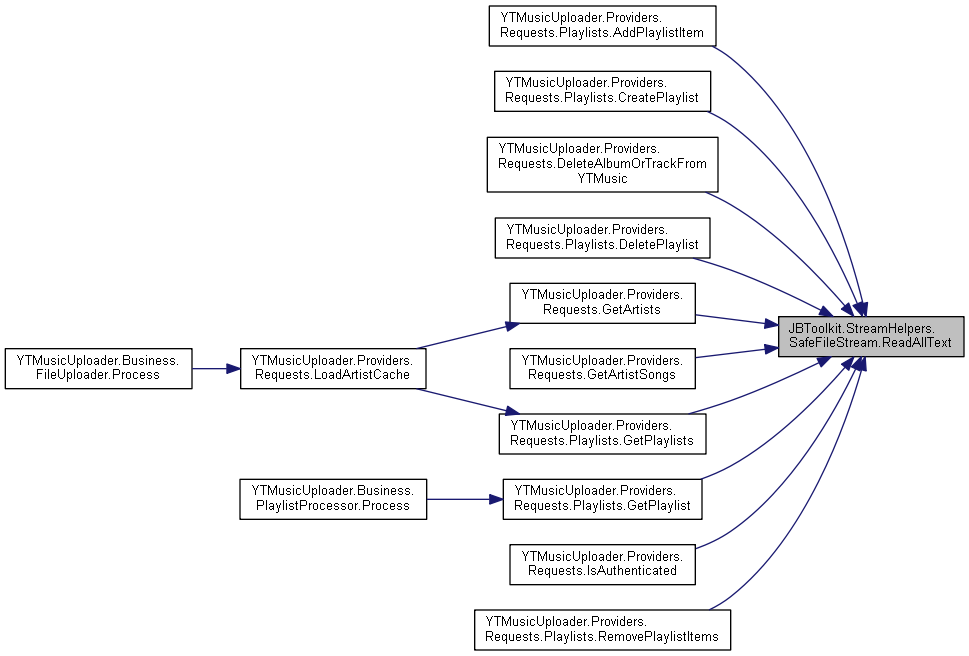 YTMusicUploader.Providers.
Requests.Playlists.AddPlaylistItem
YTMusicUploader.Providers.
Requests.Playlists.CreatePlaylist
YTMusicUploader.Providers.
Requests.DeleteAlbumOrTrackFrom
YTMusic
YTMusicUploader.Providers.
Requests.Playlists.DeletePlaylist
YTMusicUploader.Providers.
Requests.GetArtists
JBToolkit.StreamHelpers.
SafeFileStream.ReadAllText
YTMusicUploader.Business.
FileUploader.Process
YTMusicUploader.Providers.
Requests.LoadArtistCache
YTMusicUploader.Providers.
Requests.GetArtistSongs
YTMusicUploader.Providers.
Requests.Playlists.GetPlaylists
YTMusicUploader.Business.
PlaylistProcessor.Process
YTMusicUploader.Providers.
Requests.Playlists.GetPlaylist
YTMusicUploader.Providers.
Requests.IsAuthenticated
YTMusicUploader.Providers.
Requests.Playlists.RemovePlaylistItems